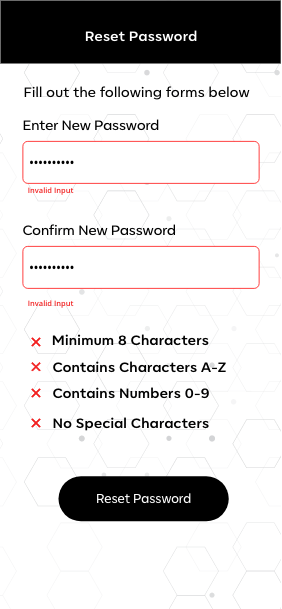 Reset Password
Fill out the following forms below
Enter New Password
••••••••••
Invalid Input
Confirm New Password
••••••••••
Invalid Input
Minimum 8 Characters
Contains Characters A-Z
Contains Numbers 0-9
No Special Characters
Reset Password